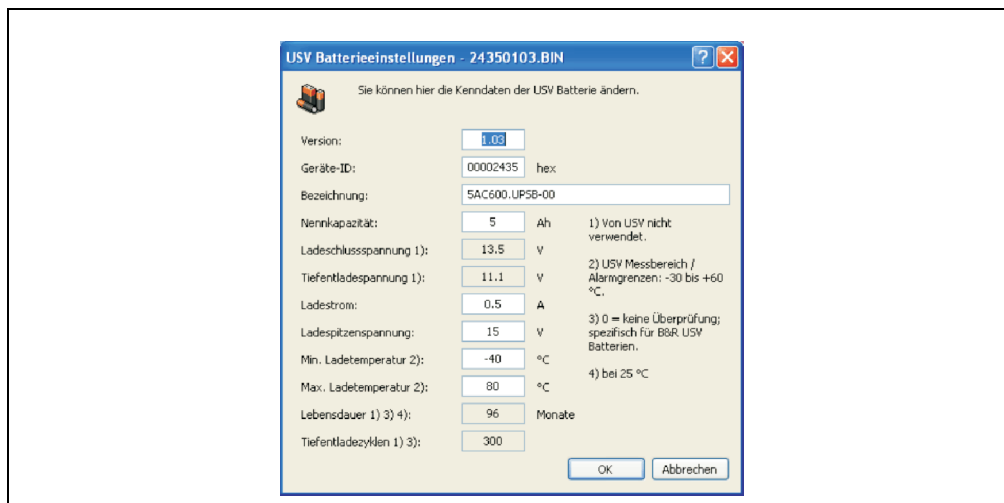 USV Batterieeinstellungen - 24350103.BIN
Sie können hier die Kenndaten der USV Batterie ändern.
Version: 1.03
Geräte-ID: 00002435 hex
Bezeichnung: 5AC600.UPSB-00
Nennkapazität: 5 Ah
Ladeschlussspannung 1): 13.5 V
Tiefentladespannung 1): 11.1 V
Ladestrom: 0.5 A
Ladespitzenspannung: 15 V
Min. Ladetemperatur 2): -40 °C
Max. Ladetemperatur 2): 80 °C
Lebensdauer 1) 3) 4): 96 Monate
Tiefentladezyklen 1) 3): 300
1) Von USV nicht
verwendet.
2) USV Messbereich /
Alarmgrenzen: -30 bis +60
°C.
3) 0 = keine Überprüfung;
spezifisch für B&R USV
Batterien.
4) bei 25 °C
OK Abbrechen